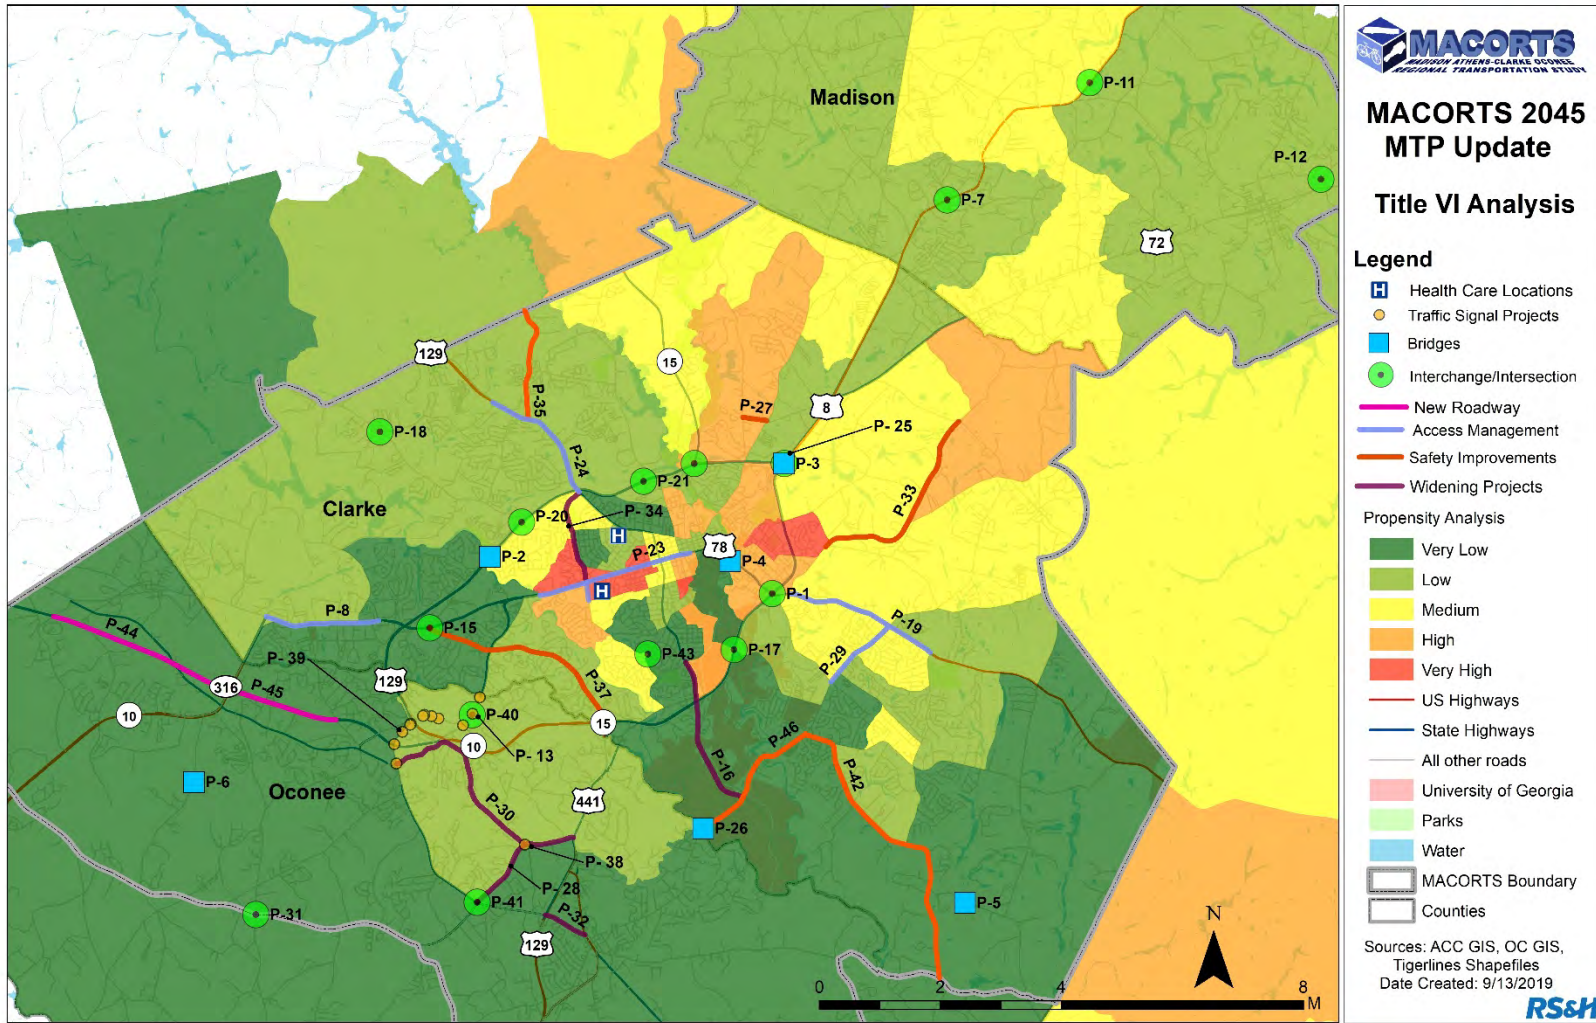 Madison
P-11
P-12
P-7
72
129
15
P-35
P-27
8
P- 25
P-18
P-24
P-21
P-3
P-33
Clarke
P-20
P- 34
H
P-23
78
P-2
P-4
H
P-1
P-8
P-15
P-19
P-44
P- 39
P-43
P-17
P-29
316
P-45
129
P-37
10
P-40
15
10
P- 13
P-46
P-16
P-42
P-6
Oconee
P-30
441
P-26
P- 38
P- 28
P-41
P-5
P-31
P-32
129
N
0
2
4
8
M
MACORTS
MADISON ATHENS-CLARKE OCONEE
REGIONAL TRANSPORTATION STUDY
MACORTS 2045
MTP Update
Title VI Analysis
Legend
H Health Care Locations
Traffic Signal Projects
Bridges
Interchange/Intersection
New Roadway
Access Management
Safety Improvements
Widening Projects
Propensity Analysis
Very Low
Low
Medium
High
Very High
US Highways
State Highways
All other roads
University of Georgia
Parks
Water
MACORTS Boundary
Counties
Sources: ACC GIS, OC GIS,
Tigerlines Shapefiles
Date Created: 9/13/2019
RS&H